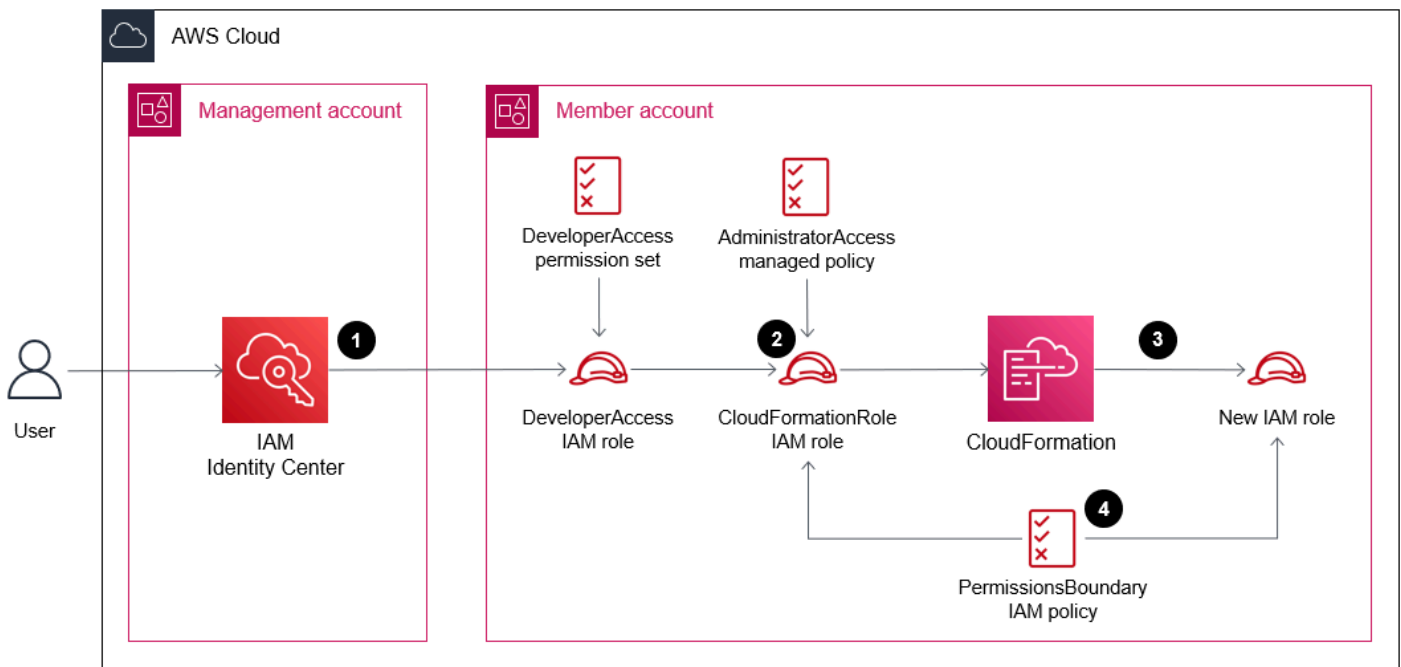 AWS Cloud
Management account
Member account
DeveloperAccess
permission set
AdministratorAccess
managed policy
1
2
3
User
IAM
Identity Center
DeveloperAccess
IAM role
CloudFormationRole
IAM role
CloudFormation
New IAM role
4
PermissionsBoundary
IAM policy